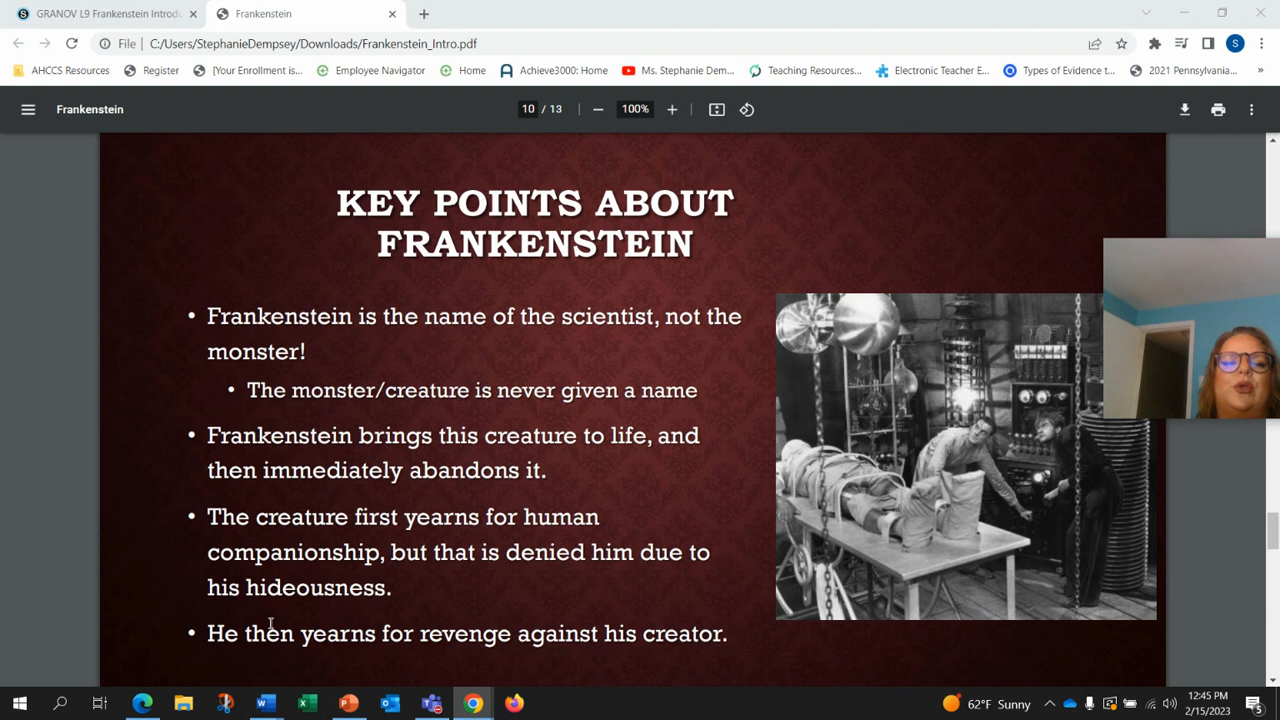 GRANOV L9 Frankenstein Introdu
Frankenstein
File
C:/Users/StephanieDempsey/Downloads/Frankenstein_Intro.pdf
S
AHCCS Resources
Register
[Your Enrollment is...
Employee Navigator
Home
Achieve3000: Home
Ms. Stephanie Dem...
Teaching Resources...
Electronic Teacher E...
Types of Evidence t...
2021 Pennsylvania...
»
Frankenstein
10 / 13
100%
KEY POINTS ABOUT
FRANKENSTEIN
• Frankenstein is the name of the scientist, not the
monster!
• The monster/creature is never given a name
• Frankenstein brings this creature to life, and
then immediately abandons it.
• The creature first yearns for human
companionship, but that is denied him due to
his hideousness.
• He then yearns for revenge against his creator.
62°F Sunny
12:45 PM
2/15/2023
5